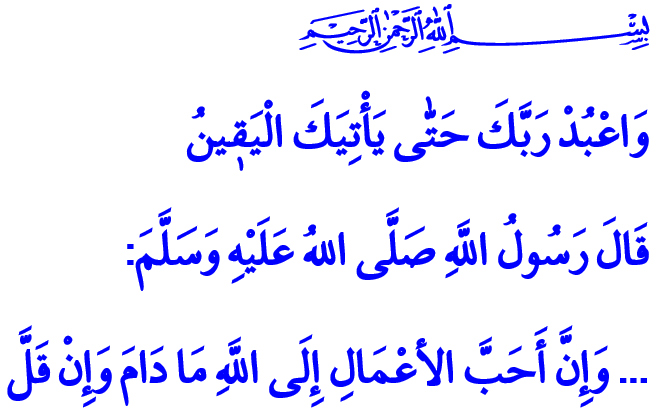 بِسْمِ اللّٰهِ الرَّحْمٰنِ الرَّحِيمِ
وَاعْبُدْ رَبَّكَ حَتّٰى يَأْتِيَكَ الْيَق۪ينُ
قَالَ رَسُولُ اللَّهِ صَلَّى اللهُ عَلَيْهِ وَسَلَّمَ:
... وَإِنَّ أَحَبَّ الأَعْمَالِ إِلَى اللَّهِ مَا دَامَ وَإِنْ قَلَّ